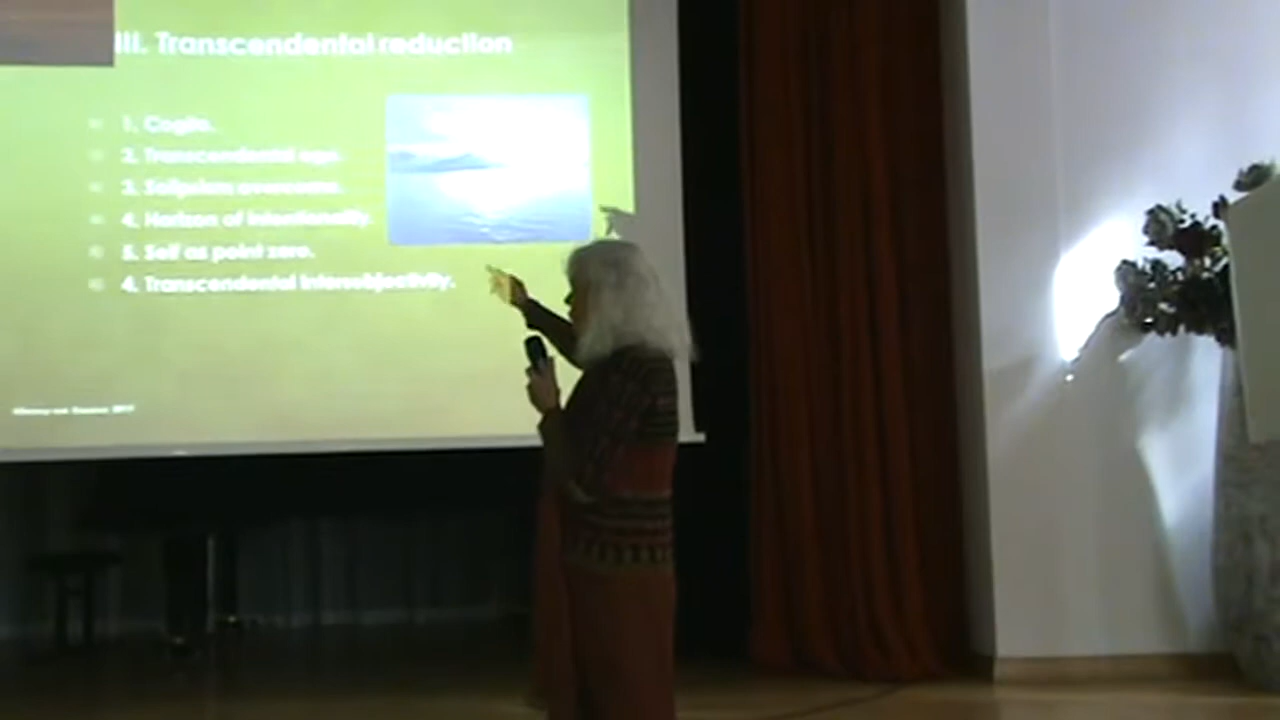 III. Transcendental reduction
1. Cogito.
2. Transcendental ego.
3. Solipsism overcome.
4. Horizon of intentionality.
5. Self as point zero.
4. Transcendental intersubjectivity.